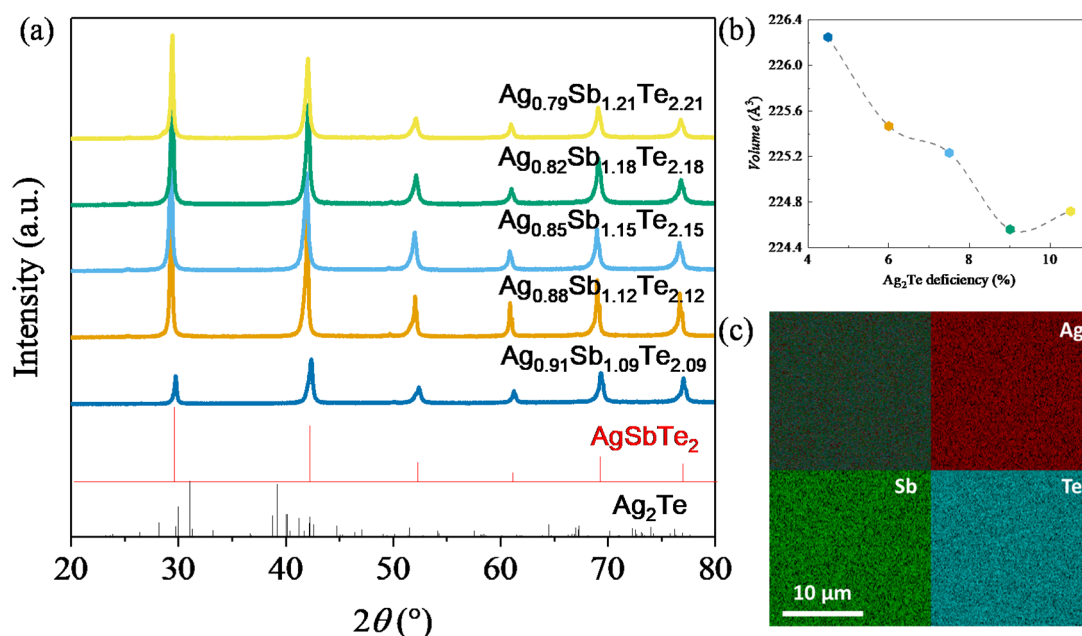 (a)
Ag0.79Sb1.21Te2.21
Ag0.82Sb1.18Te2.18
Ag0.85Sb1.15Te2.15
Ag0.88Sb1.12Te2.12
Ag0.91Sb1.09Te2.09
AgSbTe2
Ag2Te
Intensity (a.u.)
20 30 40 50 60 70 80
2θ (°)
(b)
226.4
226.0
225.6
225.2
224.8
224.4
Volume (Å3)
4 6 8 10
Ag2Te deficiency (%)
(c)
Ag
Sb
Te
10 μm